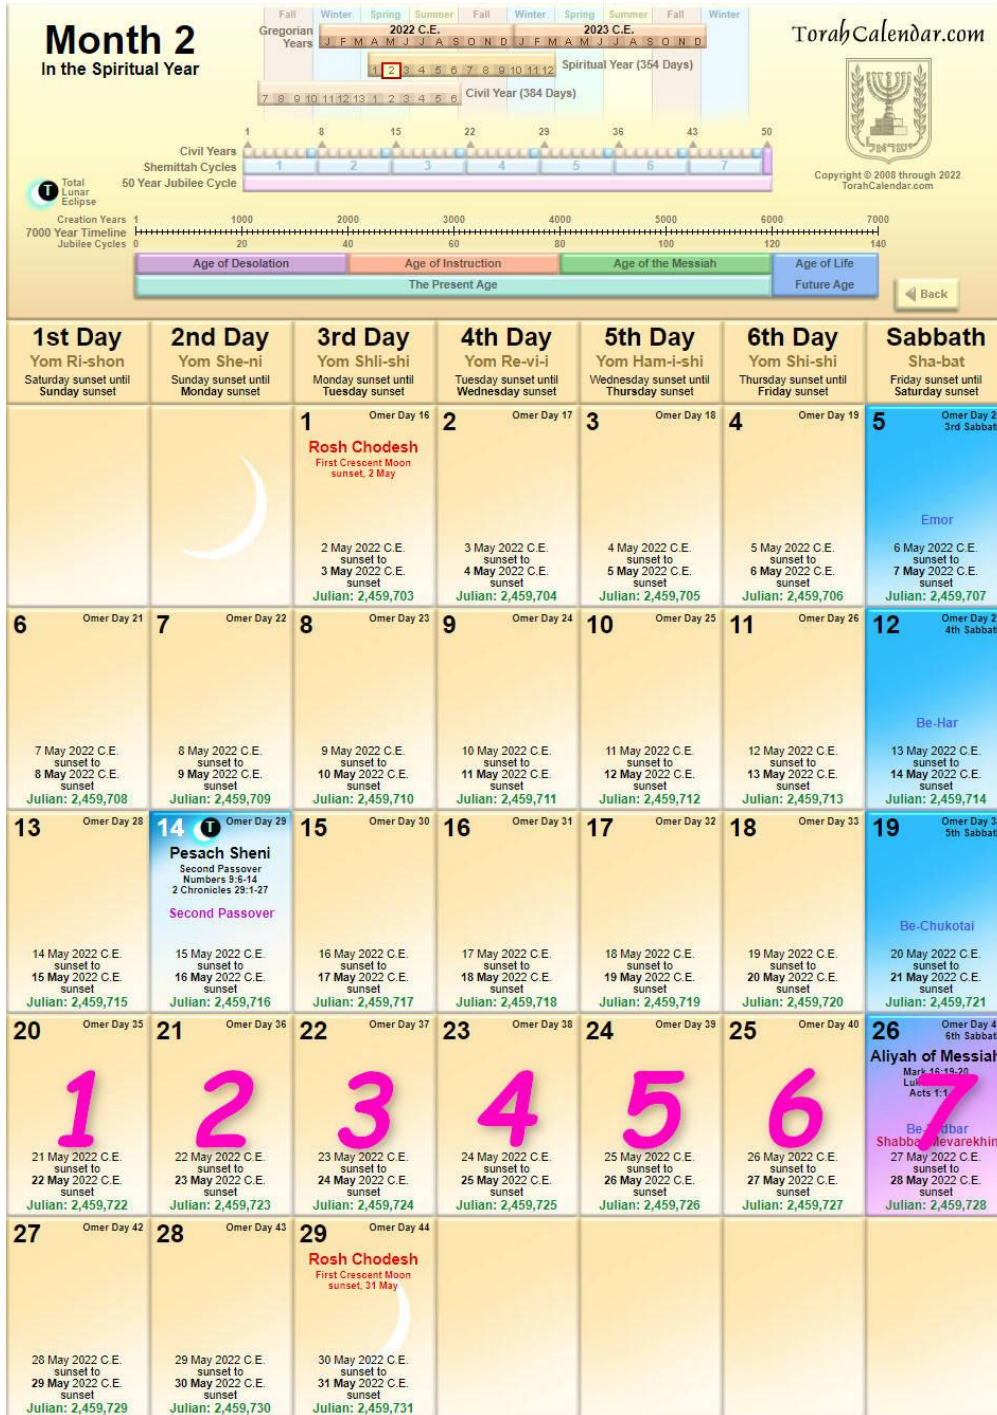 Month 2
In the Spiritual Year
Fall Winter Spring Summer Fall Winter Spring Summer Fall Winter
Gregorian Years
2022 C.E. 2023 C.E.
J F M A M J J A S O N D J F M A M J J A S O N D
1 2 3 4 5 6 7 8 9 10 11 12 Spiritual Year (354 Days)
7 8 9 10 11 12 13 1 2 3 4 5 6 Civil Year (384 Days)
TorahCalendar.com
ישראל
Copyright © 2008 through 2022
TorahCalendar.com
1 8 15 22 29 36 43 50
Civil Years
Shemittah Cycles 1 2 3 4 5 6 7
50 Year Jubilee Cycle
T Total
Lunar
Eclipse
Creation Years 1 1000 2000 3000 4000 5000 6000 7000
7000 Year Timeline
Jubilee Cycles 0 20 40 60 80 100 120 140
Age of Desolation Age of Instruction Age of the Messiah Age of Life
The Present Age Future Age
Back
1st Day 2nd Day 3rd Day 4th Day 5th Day 6th Day Sabbath
Yom Ri-shon Yom She-ni Yom Shli-shi Yom Re-vi-i Yom Ham-i-shi Yom Shi-shi Sha-bat
Saturday sunset until Sunday sunset until Monday sunset until Tuesday sunset until Wednesday sunset until Thursday sunset until Friday sunset until
Sunday sunset Monday sunset Tuesday sunset Wednesday sunset Thursday sunset Friday sunset Saturday sunset
1 Omer Day 16
Rosh Chodesh
First Crescent Moon
sunset, 2 May
2 May 2022 C.E.
sunset to
3 May 2022 C.E.
sunset
Julian: 2,459,703
2 Omer Day 17
3 May 2022 C.E.
sunset to
4 May 2022 C.E.
sunset
Julian: 2,459,704
3 Omer Day 18
4 May 2022 C.E.
sunset to
5 May 2022 C.E.
sunset
Julian: 2,459,705
4 Omer Day 19
5 May 2022 C.E.
sunset to
6 May 2022 C.E.
sunset
Julian: 2,459,706
5 Omer Day
3rd
Emor
6 May 2022 C.E.
sunset to
7 May 2022 C.E.
sunset
Julian: 2,459,707
6 Omer Day 21
7 May 2022 C.E.
sunset to
8 May 2022 C.E.
sunset
Julian: 2,459,708
7 Omer Day 22
8 May 2022 C.E.
sunset to
9 May 2022 C.E.
sunset
Julian: 2,459,709
8 Omer Day 23
9 May 2022 C.E.
sunset to
10 May 2022 C.E.
sunset
Julian: 2,459,710
9 Omer Day 24
10 May 2022 C.E.
sunset to
11 May 2022 C.E.
sunset
Julian: 2,459,711
10 Omer Day 25
11 May 2022 C.E.
sunset to
12 May 2022 C.E.
sunset
Julian: 2,459,712
11 Omer Day 26
12 May 2022 C.E.
sunset to
13 May 2022 C.E.
sunset
Julian: 2,459,713
12 Omer Day
4th
Be-Har
13 May 2022 C.E.
sunset to
14 May 2022 C.E.
sunset
Julian: 2,459,714
13 Omer Day 28
14 May 2022 C.E.
sunset to
15 May 2022 C.E.
sunset
Julian: 2,459,715
14 T Omer Day 29
Pesach Sheni
Second Passover
Numbers 9:6-14
2 Chronicles 29:1-27
Second Passover
15 May 2022 C.E.
sunset to
16 May 2022 C.E.
sunset
Julian: 2,459,716
15 Omer Day 30
16 May 2022 C.E.
sunset to
17 May 2022 C.E.
sunset
Julian: 2,459,717
16 Omer Day 31
17 May 2022 C.E.
sunset to
18 May 2022 C.E.
sunset
Julian: 2,459,718
17 Omer Day 32
18 May 2022 C.E.
sunset to
19 May 2022 C.E.
sunset
Julian: 2,459,719
18 Omer Day 33
19 May 2022 C.E.
sunset to
20 May 2022 C.E.
sunset
Julian: 2,459,720
19 Omer Day
5th
Be-Chukotai
20 May 2022 C.E.
sunset to
21 May 2022 C.E.
sunset
Julian: 2,459,721
20 Omer Day 35
1
21 May 2022 C.E.
sunset to
22 May 2022 C.E.
sunset
Julian: 2,459,722
21 Omer Day 36
2
22 May 2022 C.E.
sunset to
23 May 2022 C.E.
sunset
Julian: 2,459,723
22 Omer Day 37
3
23 May 2022 C.E.
sunset to
24 May 2022 C.E.
sunset
Julian: 2,459,724
23 Omer Day 38
4
24 May 2022 C.E.
sunset to
25 May 2022 C.E.
sunset
Julian: 2,459,725
24 Omer Day 39
5
25 May 2022 C.E.
sunset to
26 May 2022 C.E.
sunset
Julian: 2,459,726
25 Omer Day 40
6
26 May 2022 C.E.
sunset to
27 May 2022 C.E.
sunset
Julian: 2,459,727
26 Omer Day
6th
Aliyah of Messiah
Mark 16:19-20
Acts
7
Mevarekhin
27 May 2022 C.E.
sunset to
28 May 2022 C.E.
sunset
Julian: 2,459,728
27 Omer Day 42
28 May 2022 C.E.
sunset to
29 May 2022 C.E.
sunset
Julian: 2,459,729
28 Omer Day 43
29 May 2022 C.E.
sunset to
30 May 2022 C.E.
sunset
Julian: 2,459,730
29 Omer Day 44
Rosh Chodesh
First Crescent Moon
sunset, 31 May
30 May 2022 C.E.
sunset to
31 May 2022 C.E.
sunset
Julian: 2,459,731